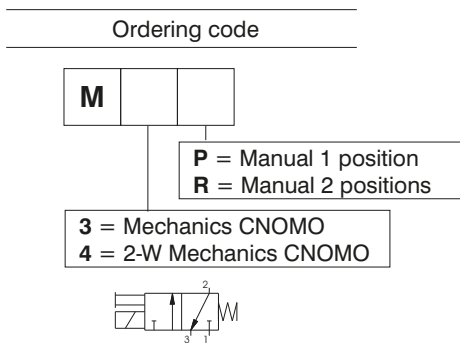 Ordering code
M
P = Manual 1 position
R = Manual 2 positions
3 = Mechanics CNOMO
4 = 2-W Mechanics CNOMO
2
3 1